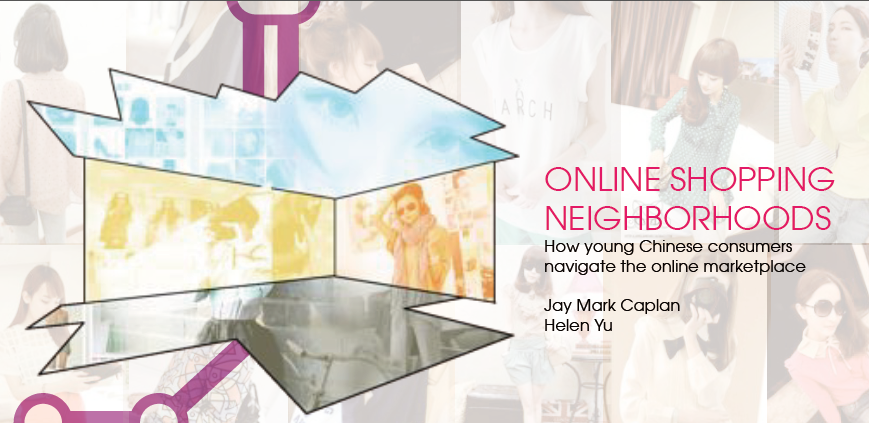 ARCH
ONLINE SHOPPING
NEIGHBORHOODS
How young Chinese consumers
navigate the online marketplace
Jay Mark Caplan
Helen Yu